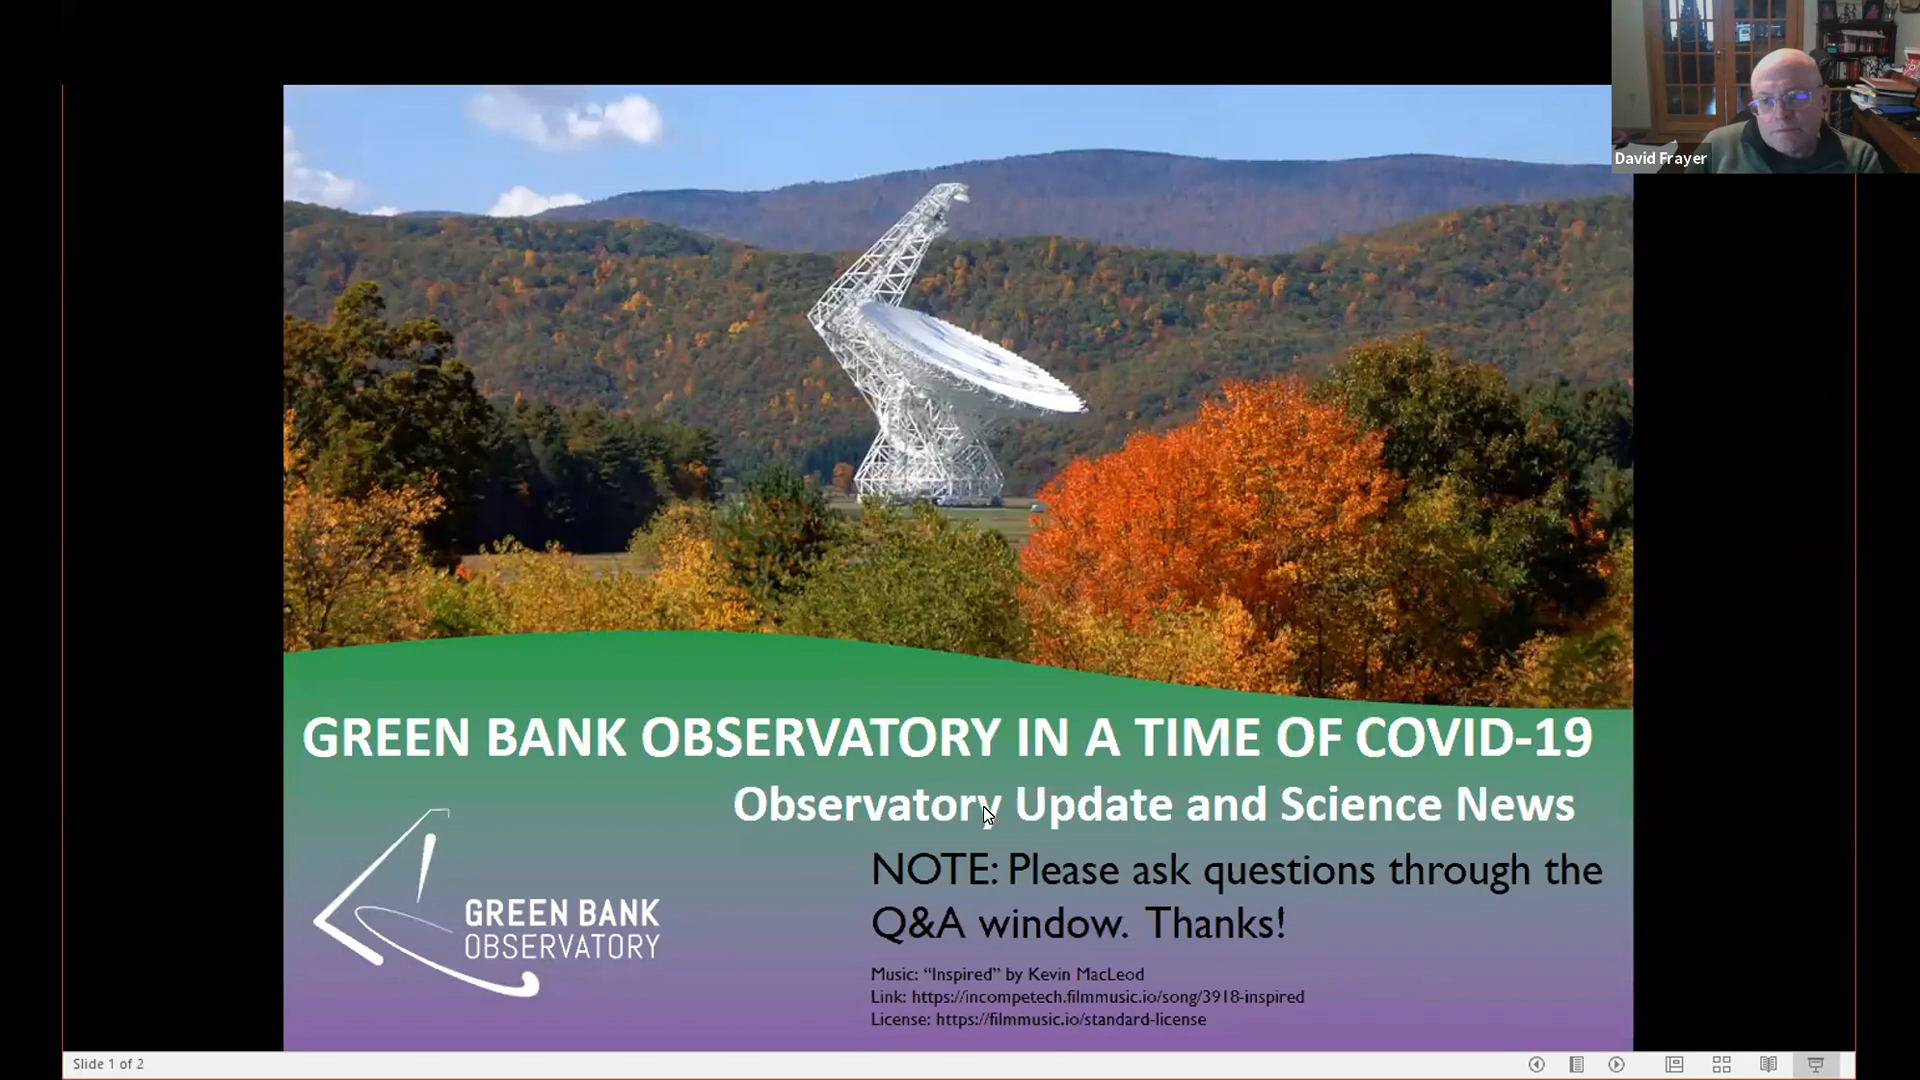 David Frayer
GREEN BANK OBSERVATORY IN A TIME OF COVID-19
Observatory Update and Science News
NOTE: Please ask questions through the
Q&A window. Thanks!
GREEN BANK
OBSERVATORY
Music: “Inspired” by Kevin MacLeod
Link: https://incompetech.filmmusic.io/song/3918-inspired
License: https://filmmusic.io/standard-license
Slide 1 of 2